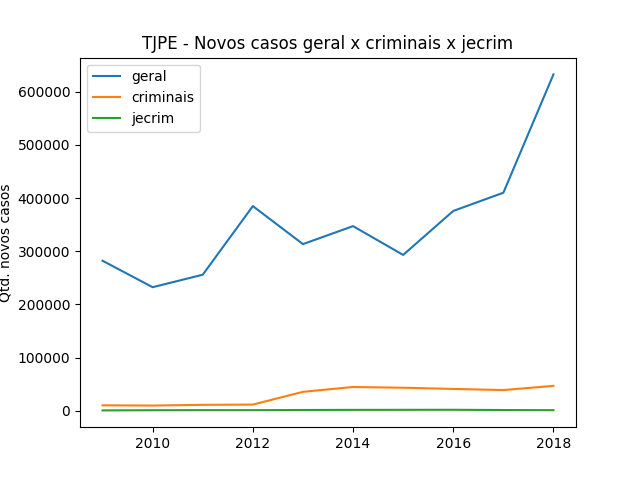 TJPE - Novos casos geral x criminais x jecrim
geral
criminais
jecrim
Qtd. novos casos
600000
500000
400000
300000
200000
100000
0
2010 2012 2014 2016 2018